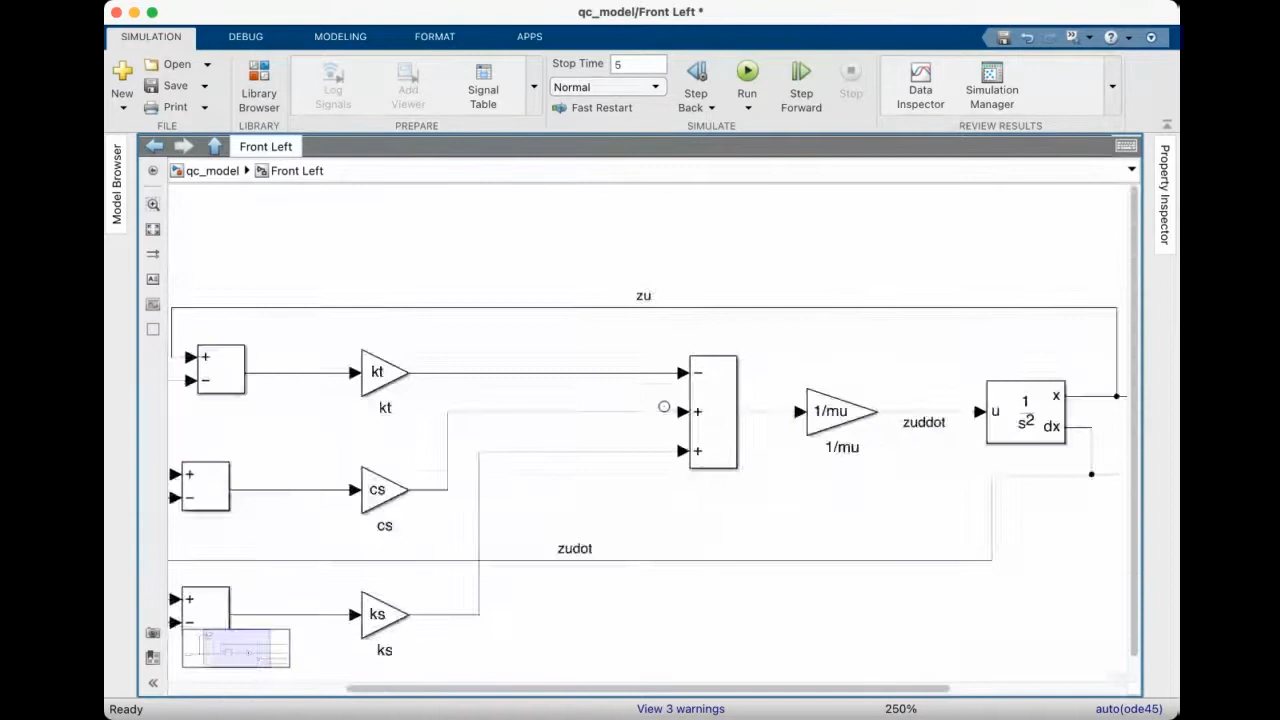 qc_model/Front Left *
SIMULATION DEBUG MODELING FORMAT APPS
New
Open
Save
Print
FILE
Library
Browser
LIBRARY
Log
Signals
Add
Viewer
Signal
Table
PREPARE
Stop Time 5
Normal
Fast Restart
Step
Back
Run
Step
Forward
Stop
SIMULATE
Data
Inspector
Simulation
Manager
REVIEW RESULTS
Model Browser
Front Left
Property Inspector
qc_model Front Left
zu
+
−
kt
kt
−
+
+
1/mu
1/mu
zuddot
u
1
s2
x
dx
+
−
cs
cs
zudot
+
−
ks
ks
Ready View 3 warnings 250% auto(ode45)